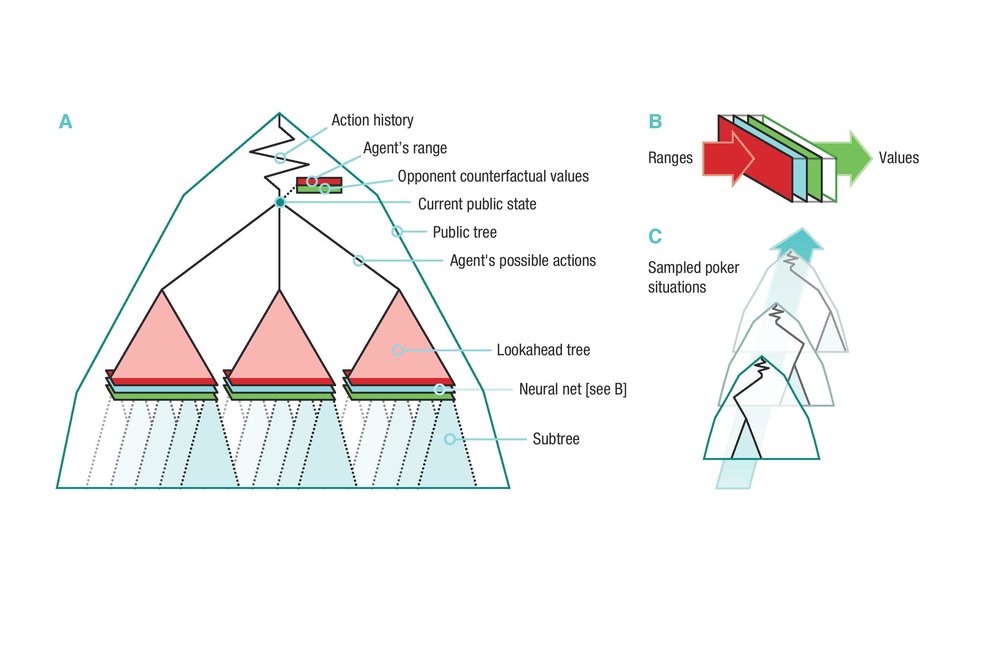 A
Action history
Agent’s range
Opponent counterfactual values
Current public state
Public tree
Agent's possible actions
Lookahead tree
Neural net [see B]
Subtree
B
Ranges
Values
C
Sampled poker
situations